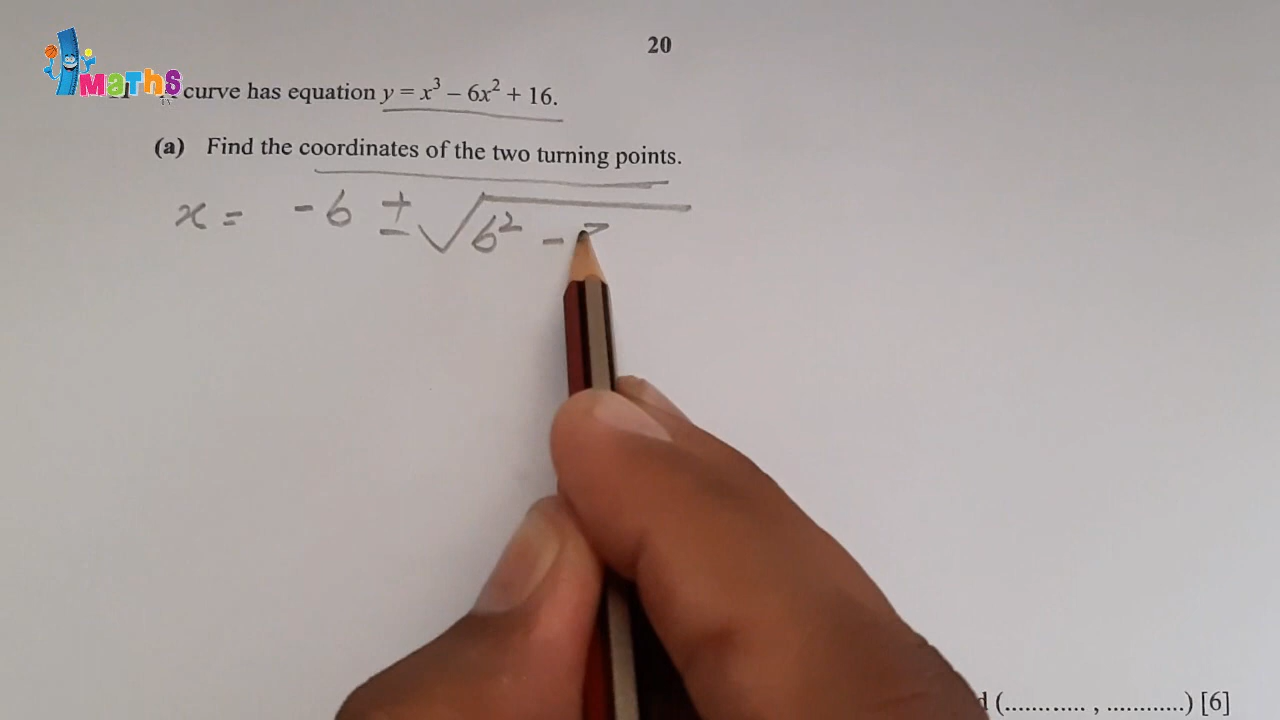 20
MaTHS
curve has equation y = x³ – 6x² + 16.
(a) Find the coordinates of the two turning points.
x = -6 ± √6² -
(............ , ............) [6]